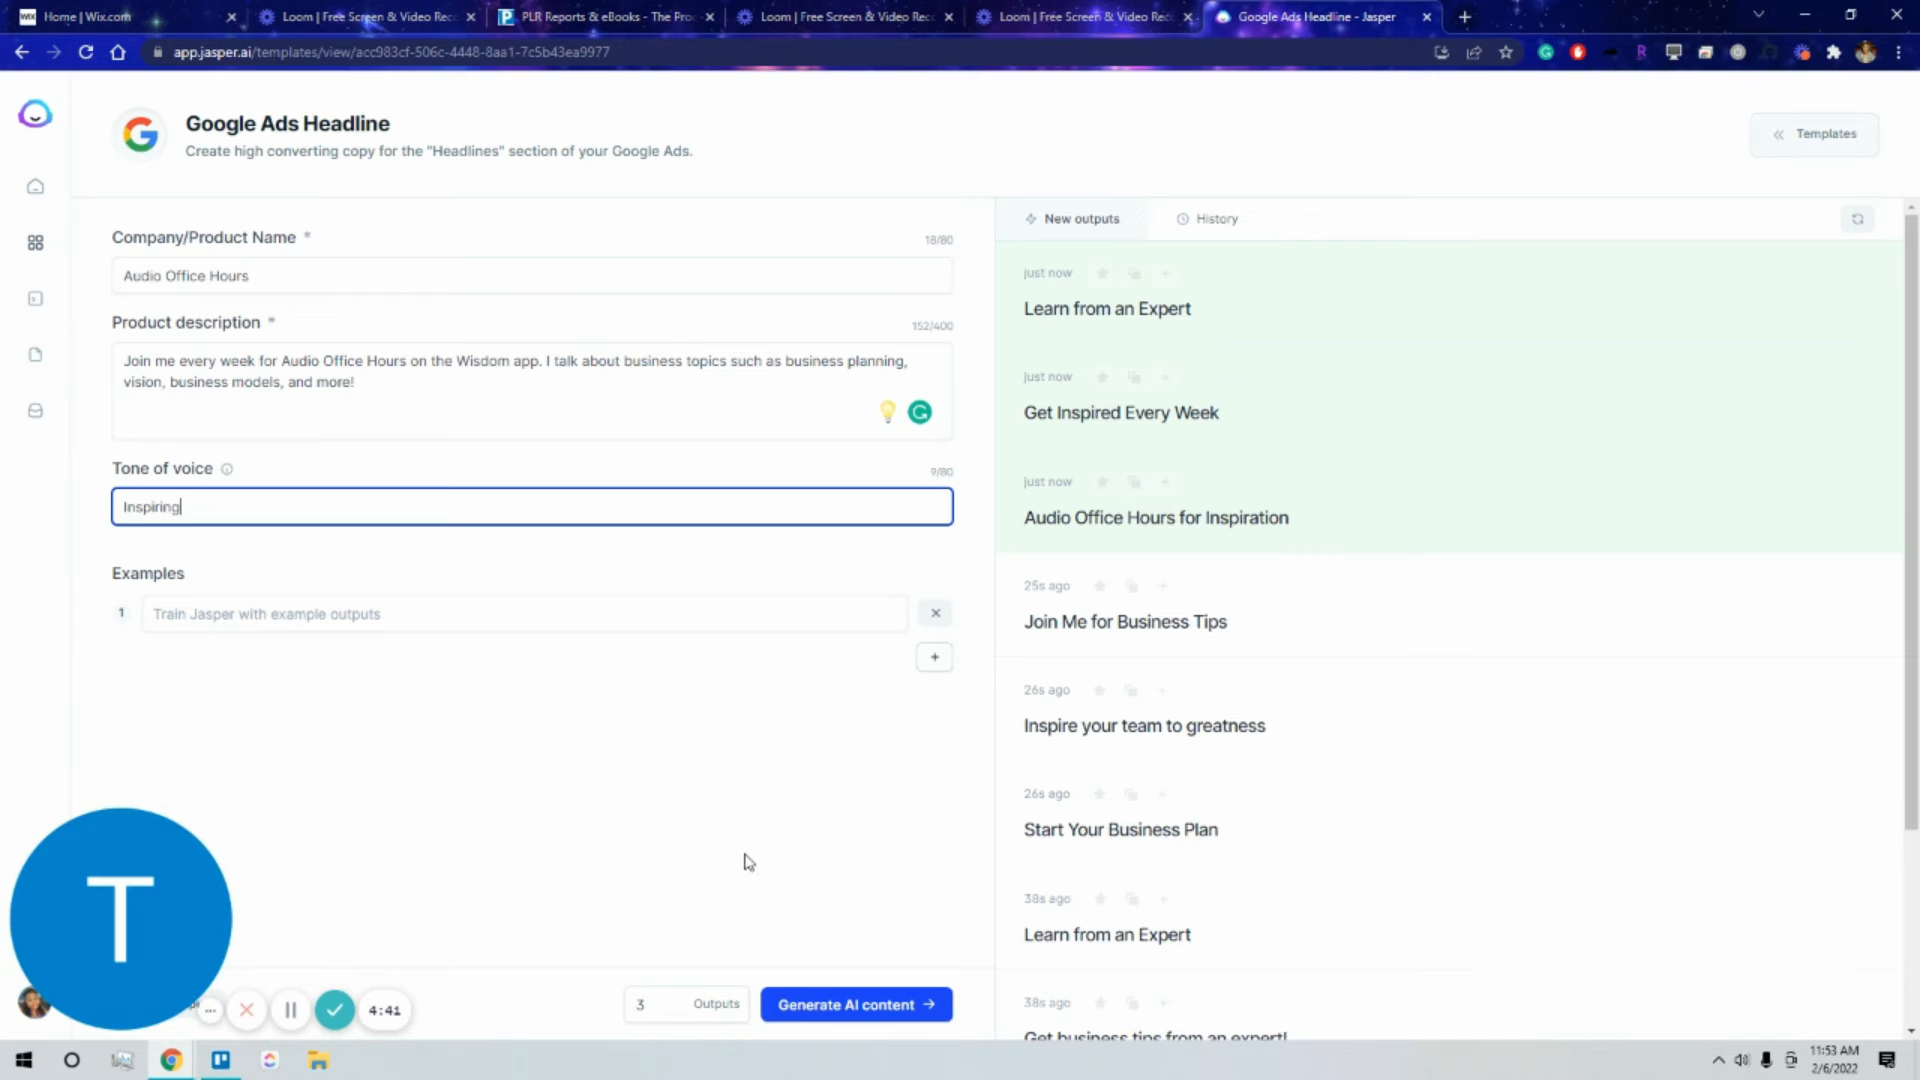 Home | Wix.com
Loom | Free Screen & Video Rec
PLR Reports & eBooks - The Pro
Loom | Free Screen & Video Rec
Loom | Free Screen & Video Rec
Google Ads Headline - Jasper
app.jasper.ai/templates/view/acc983cf-506c-4448-8aa1-7c5b43ea9977
Google Ads Headline
Create high converting copy for the "Headlines" section of your Google Ads.
Templates
Company/Product Name *
18/80
Audio Office Hours
Product description *
152/400
Join me every week for Audio Office Hours on the Wisdom app. I talk about business topics such as business planning,
vision, business models, and more!
Tone of voice
9/80
Inspiring
Examples
1
Train Jasper with example outputs
3 Outputs
Generate AI content
New outputs
History
just now
Learn from an Expert
just now
Get Inspired Every Week
just now
Audio Office Hours for Inspiration
25s ago
Join Me for Business Tips
26s ago
Inspire your team to greatness
26s ago
Start Your Business Plan
38s ago
Learn from an Expert
38s ago
Get business tips from an expert!
T
4:41
11:53 AM
2/6/2022